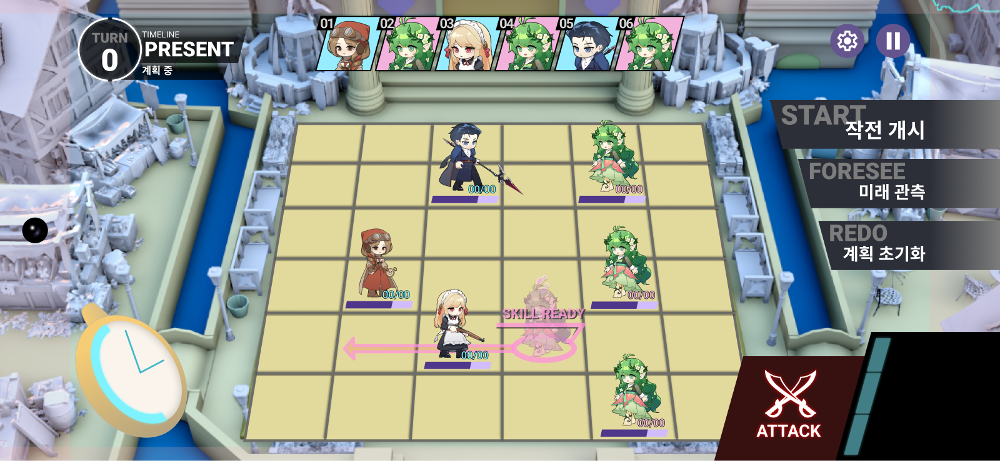 TURN
0
TIMELINE
PRESENT
계획 중
01
02
03
04
05
06
START
작전 개시
FORESEE
미래 관측
REDO
계획 초기화
00/00
00/00
00/00
00/00
SKILL READY
00/00
00/00
ATTACK